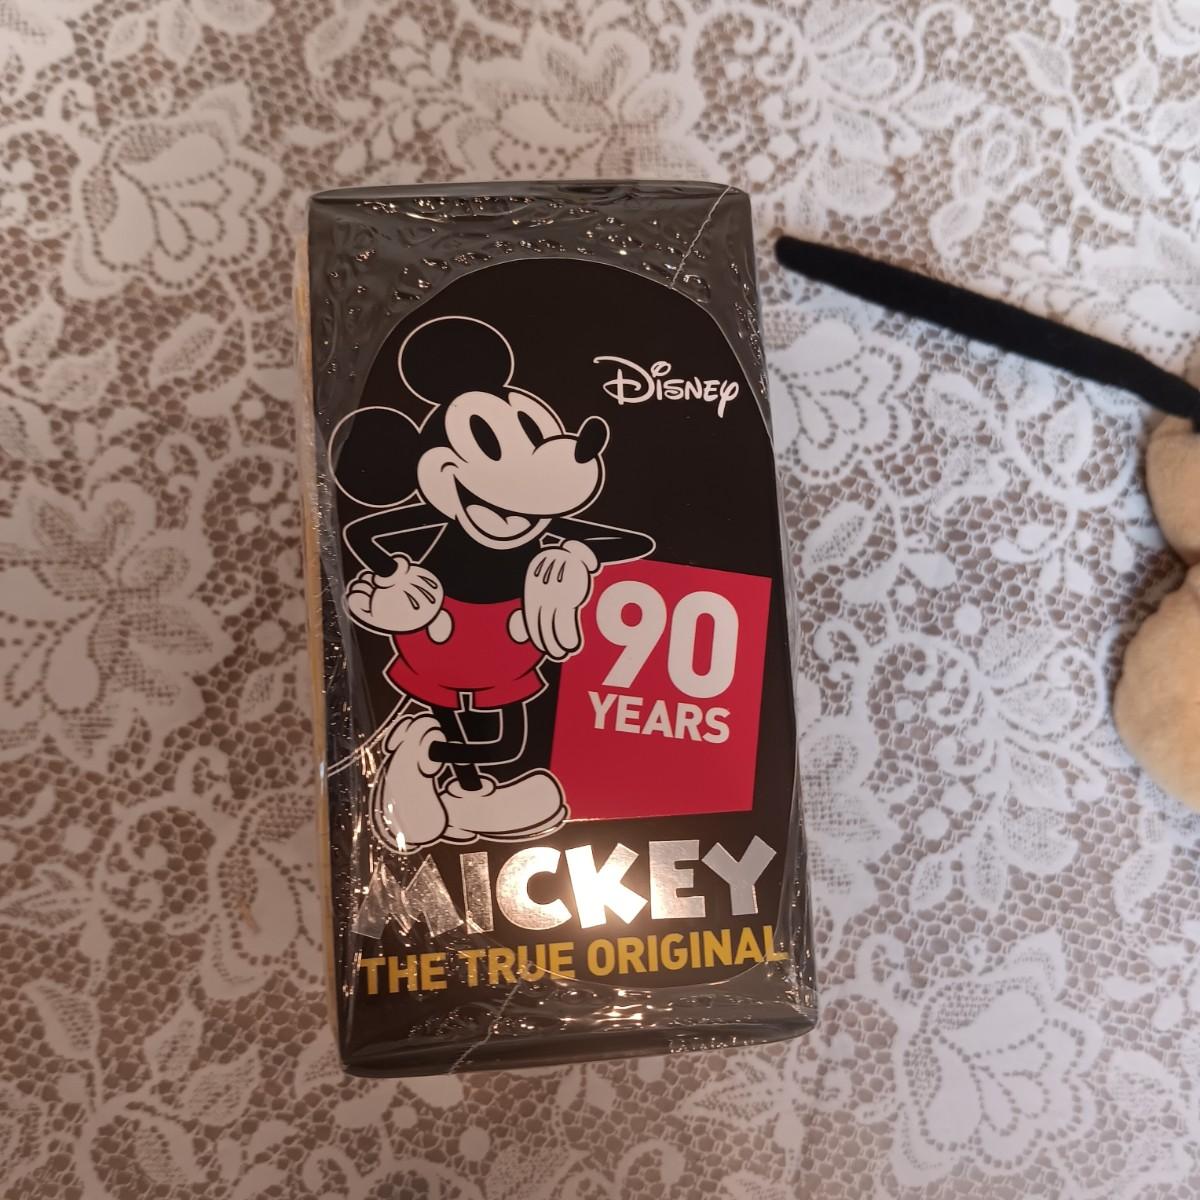 Disney
90
YEARS
MICKEY
THE TRUE ORIGINAL